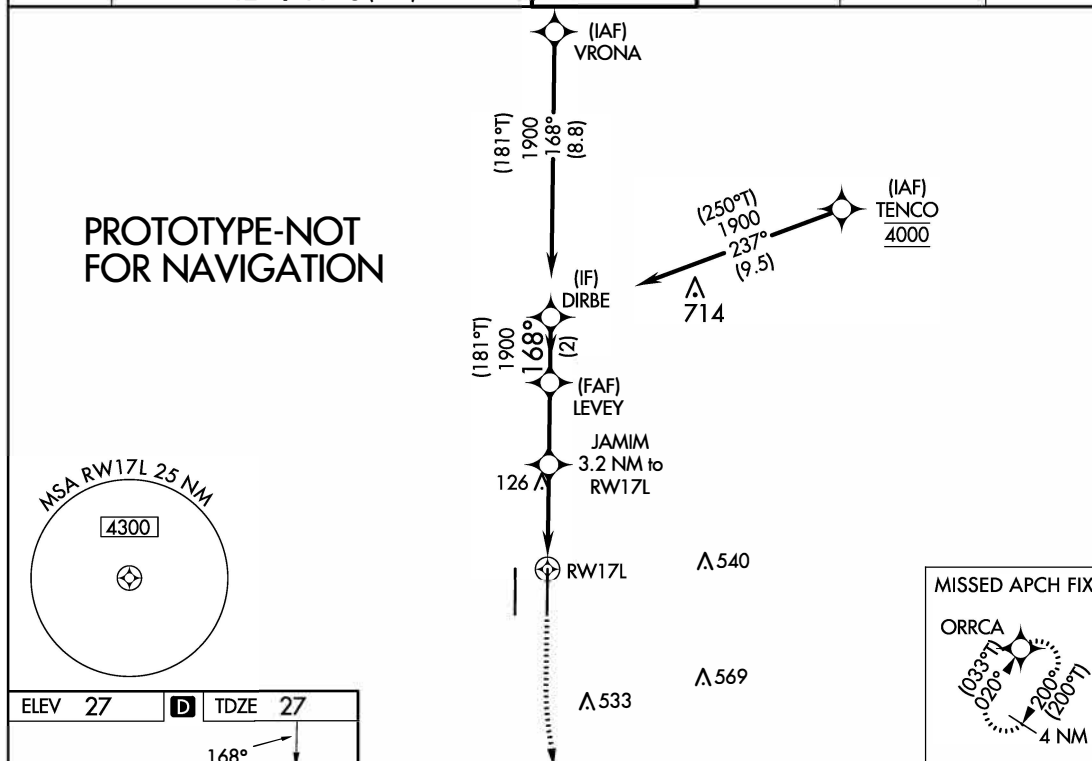 (IAF)
VRONA
(181°T)
1900
168°
(8.8)
PROTOTYPE-NOT
FOR NAVIGATION
(IAF)
TENCO
4000
(250°T)
1900
237°
(9.5)
714
(IF)
DIRBE
(181°T)
1900
168°
(2)
(FAF)
LEVEY
JAMIM
3.2 NM to
RW17L
126
MSA RW17L 25 NM
4300
RW17L
540
569
533
MISSED APCH FIX
ORRCA
(033°T)
020°
200°
(200°T)
4 NM
ELEV 27
D
TDZE 27
168°